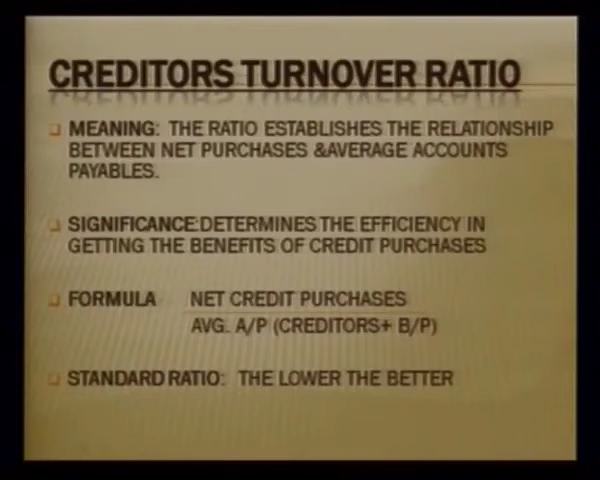 CREDITORS TURNOVER RATIO
MEANING: THE RATIO ESTABLISHES THE RELATIONSHIP
BETWEEN NET PURCHASES &AVERAGE ACCOUNTS
PAYABLES.
SIGNIFICANCE:DETERMINES THE EFFICIENCY IN
GETTING THE BENEFITS OF CREDIT PURCHASES
FORMULA NET CREDIT PURCHASES
AVG. A/P (CREDITORS+ B/P)
STANDARD RATIO: THE LOWER THE BETTER